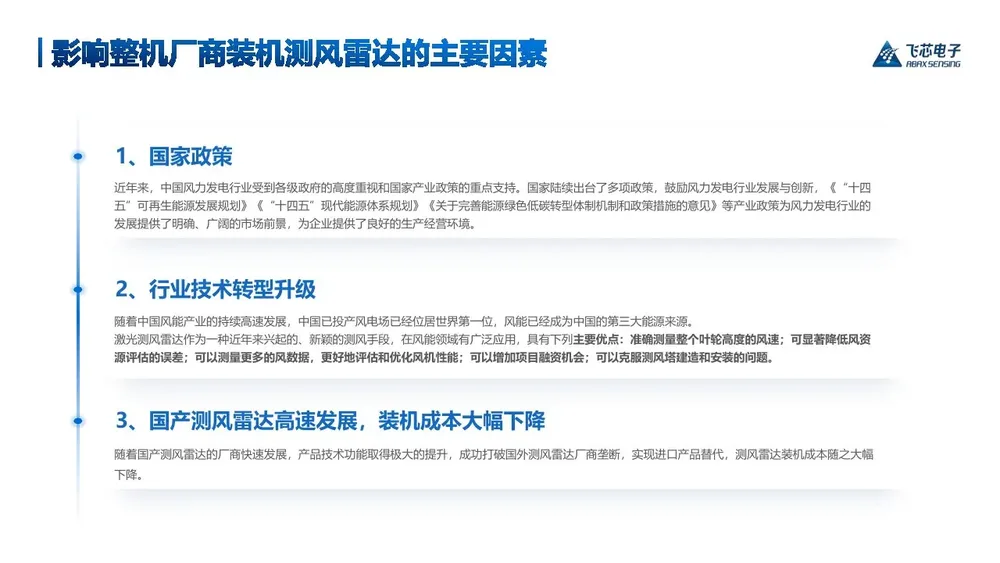 影响整机厂商装机测风雷达的主要因素
飞芯电子
ABAX SENSING
1、国家政策
近年来，中国风力发电行业受到各级政府的高度重视和国家产业政策的重点支持。国家陆续出台了多项政策，鼓励风力发电行业发展与创新，《“十四
五”可再生能源发展规划》《“十四五”现代能源体系规划》《关于完善能源绿色低碳转型体制机制和政策措施的意见》等产业政策为风力发电行业的
发展提供了明确、广阔的市场前景，为企业提供了良好的生产经营环境。
2、行业技术转型升级
随着中国风能产业的持续高速发展，中国已投产风电场已经位居世界第一位，风能已经成为中国的第三大能源来源。
激光测风雷达作为一种近年来兴起的、新颖的测风手段，在风能领域有广泛应用，具有下列主要优点：准确测量整个叶轮高度的风速；可显著降低风资
源评估的误差；可以测量更多的风数据，更好地评估和优化风机性能；可以增加项目融资机会；可以克服测风塔建造和安装的问题。
3、国产测风雷达高速发展，装机成本大幅下降
随着国产测风雷达的厂商快速发展，产品技术功能取得极大的提升，成功打破国外测风雷达厂商垄断，实现进口产品替代，测风雷达装机成本随之大幅
下降。